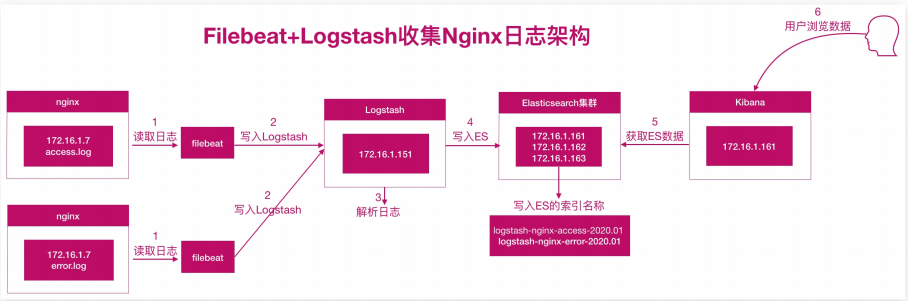 Filebeat+Logstash收集Nginx日志架构
6
用户浏览数据
nginx
172.16.1.7
access.log
1
读取日志
filebeat
2
写入Logstash
Logstash
172.16.1.151
3
解析日志
4
写入ES
Elasticsearch集群
172.16.1.161
172.16.1.162
172.16.1.163
5
获取ES数据
Kibana
172.16.1.161
nginx
172.16.1.7
error.log
1
读取日志
filebeat
2
写入Logstash
写入ES的索引名称
logstash-nginx-access-2020.01
logstash-nginx-error-2020.01